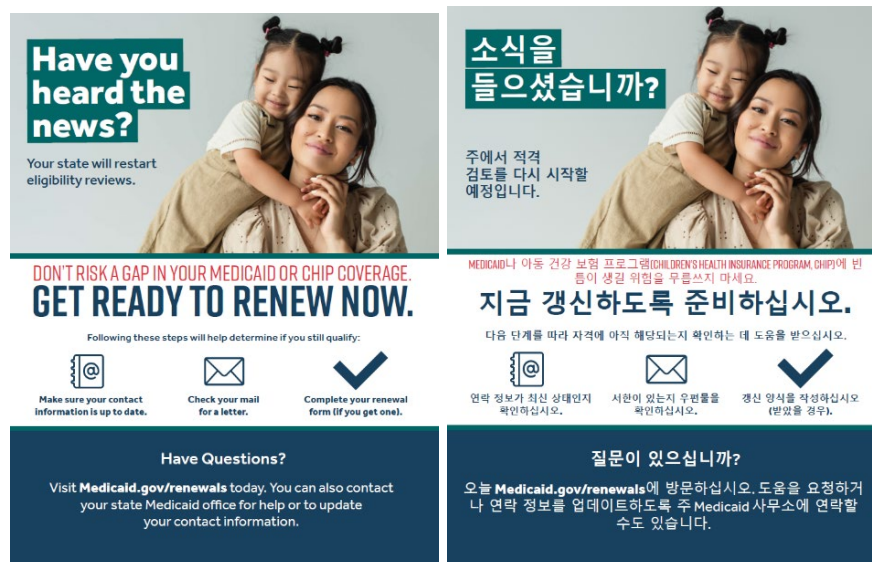 Have you
heard the
news?
Your state will restart
eligibility reviews.
DON'T RISK A GAP IN YOUR MEDICAID OR CHIP COVERAGE.
GET READY TO RENEW NOW.
Following these steps will help determine if you still qualify:
Make sure your contact
information is up to date.
Check your mail
for a letter.
Complete your renewal
form (if you get one).
Have Questions?
Visit Medicaid.gov/renewals today. You can also contact
your state Medicaid office for help or to update
your contact information.
소식을
들으셨습니까?
주에서 적격
검토를 다시 시작할
예정입니다.
MEDICAID나 아동 건강 보험 프로그램(CHILDREN'S HEALTH INSURANCE PROGRAM, CHIP)에 빈
틈이 생길 위험을 무릅쓰지 마세요.
지금 갱신하도록 준비하십시오.
다음 단계를 따라 자격에 아직 해당되는지 확인하는 데 도움을 받으십시오.
연락 정보가 최신 상태인지
확인하십시오.
서한이 있는지 우편물을
확인하십시오.
갱신 양식을 작성하십시오
(받았을 경우).
질문이 있으십니까?
오늘 Medicaid.gov/renewals에 방문하십시오. 도움을 요청하거
나 연락 정보를 업데이트하도록 주 Medicaid 사무소에 연락할
수도 있습니다.